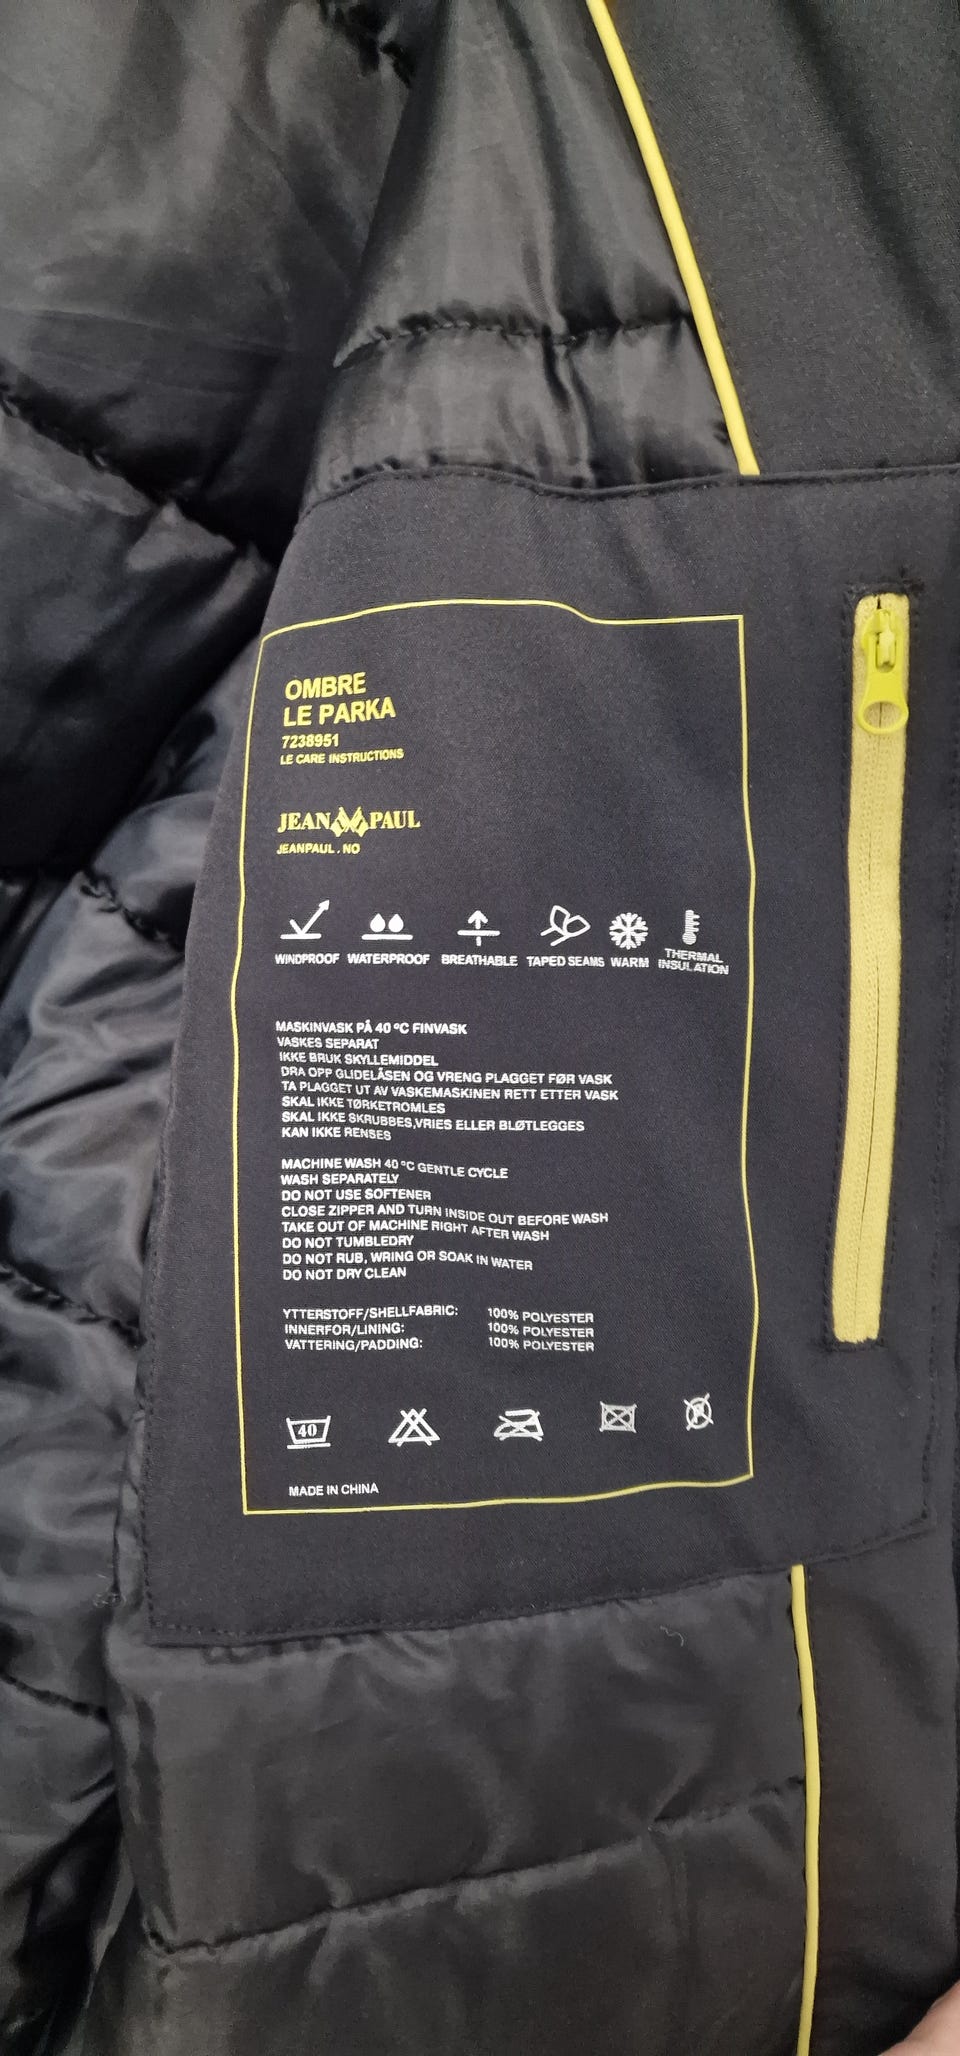 OMBRE
LE PARKA
7238951
LE CARE INSTRUCTIONS
JEAN PAUL
JEANPAUL.NO
WINDPROOF WATERPROOF BREATHABLE TAPED SEAMS WARM THERMAL INSULATION
MASKINVASK PÅ 40 °C FINVASK
VASKES SEPARAT
IKKE BRUK SKYLLEMIDDEL
DRA OPP GLIDELÅSEN OG VRENG PLAGGET FØR VASK
TA PLAGGET UT AV VASKEMASKINEN RETT ETTER VASK
SKAL IKKE TØRKETROMLES
SKAL IKKE SKRUBBES,VRIES ELLER BLØTLEGGES
KAN IKKE RENSES
MACHINE WASH 40 °C GENTLE CYCLE
WASH SEPARATELY
DO NOT USE SOFTENER
CLOSE ZIPPER AND TURN INSIDE OUT BEFORE WASH
TAKE OUT OF MACHINE RIGHT AFTER WASH
DO NOT TUMBLEDRY
DO NOT RUB, WRING OR SOAK IN WATER
DO NOT DRY CLEAN
YTTERSTOFF/SHELLFABRIC: 100% POLYESTER
INNERFOR/LINING: 100% POLYESTER
VATTERING/PADDING: 100% POLYESTER
40
MADE IN CHINA